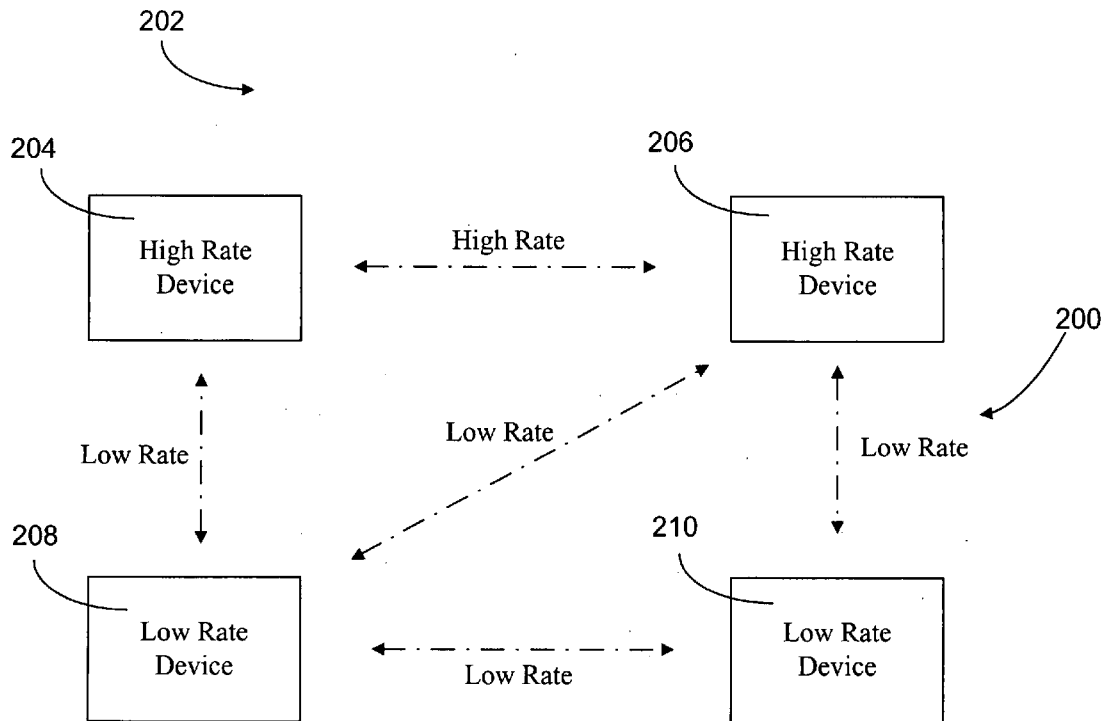 202
204
206
High Rate
Device
High Rate
High Rate
Device
200
Low Rate
Low Rate
Low Rate
208
210
Low Rate
Device
Low Rate
Low Rate
Device